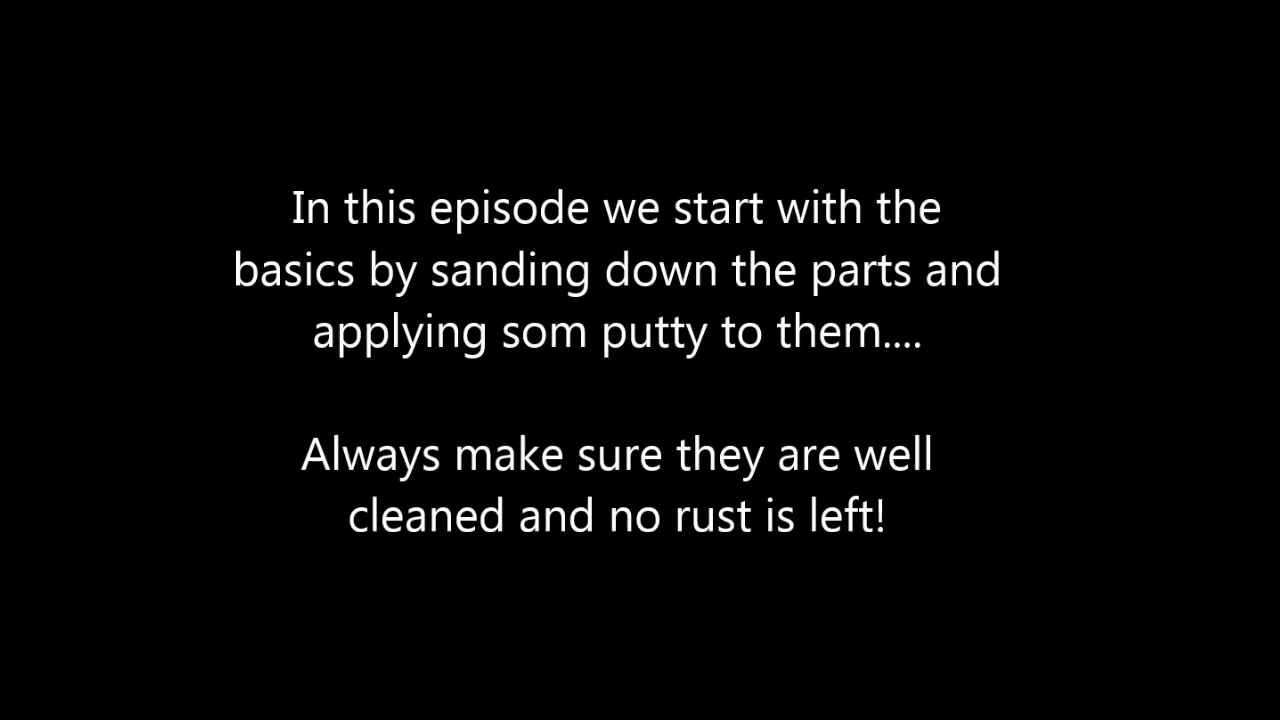 In this episode we start with the
basics by sanding down the parts and
applying som putty to them....
Always make sure they are well
cleaned and no rust is left!